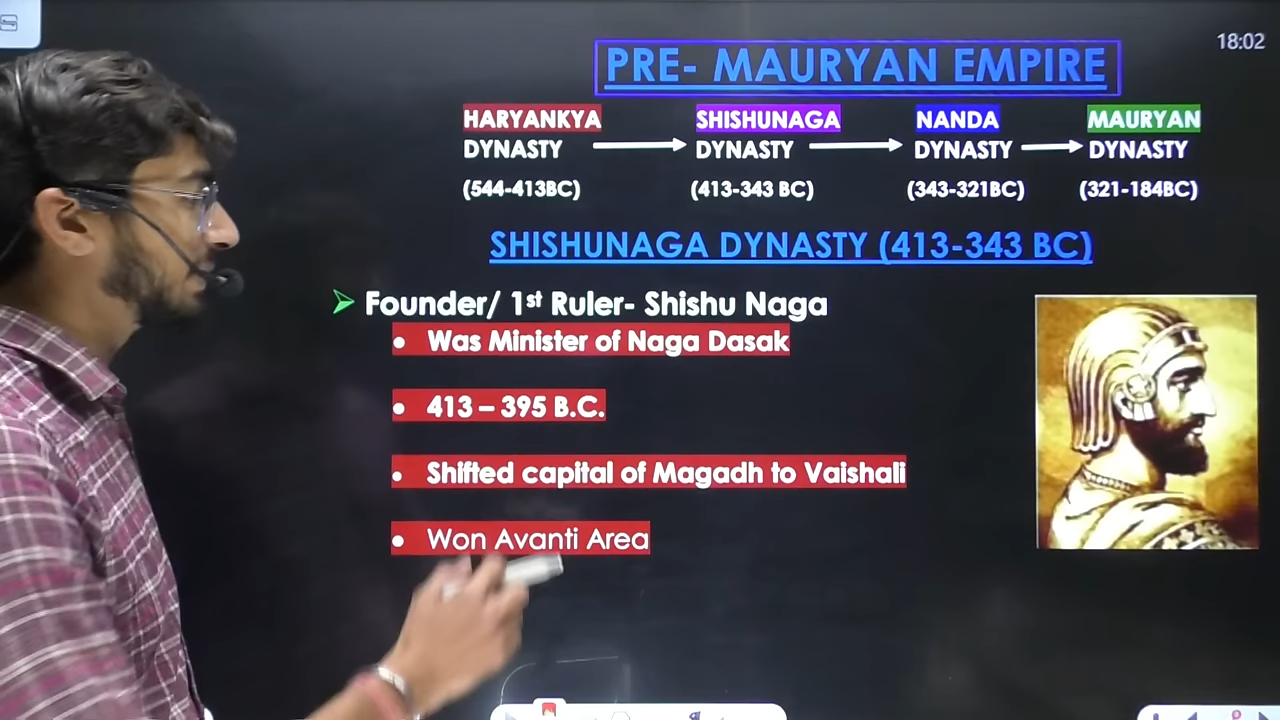 18:02
PRE- MAURYAN EMPIRE
HARYANKYA SHISHUNAGA NANDA MAURYAN
DYNASTY DYNASTY DYNASTY DYNASTY
(544-413BC) (413-343 BC) (343-321BC) (321-184BC)
SHISHUNAGA DYNASTY (413-343 BC)
Founder/ 1st Ruler- Shishu Naga
• Was Minister of Naga Dasak
• 413 – 395 B.C.
• Shifted capital of Magadh to Vaishali
• Won Avanti Area